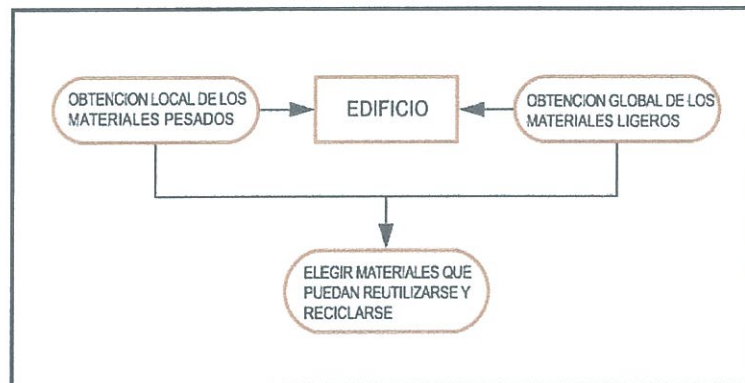 OBTENCION LOCAL DE LOS
MATERIALES PESADOS
EDIFICIO
OBTENCION GLOBAL DE LOS
MATERIALES LIGEROS
ELEGIR MATERIALES QUE
PUEDAN REUTILIZARSE Y
RECICLARSE